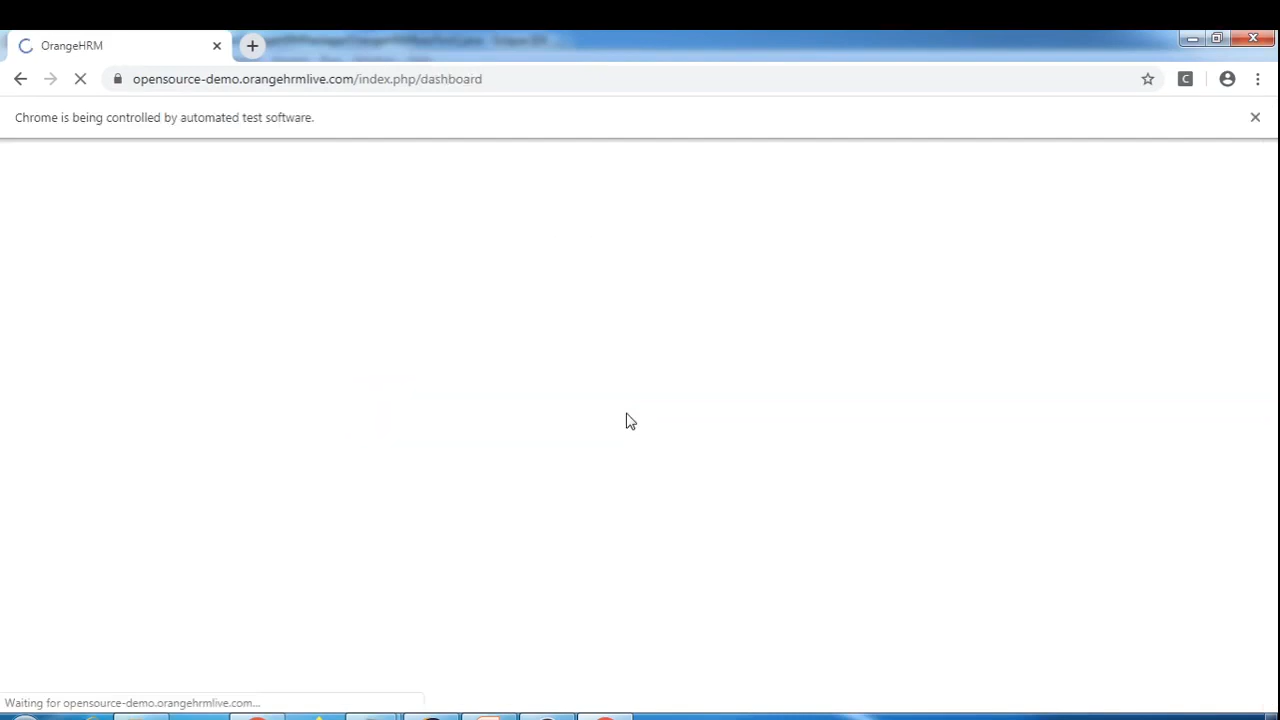 OrangeHRM
opensource-demo.orangehrmlive.com/index.php/dashboard
C
Chrome is being controlled by automated test software.
Waiting for opensource-demo.orangehrmlive.com...